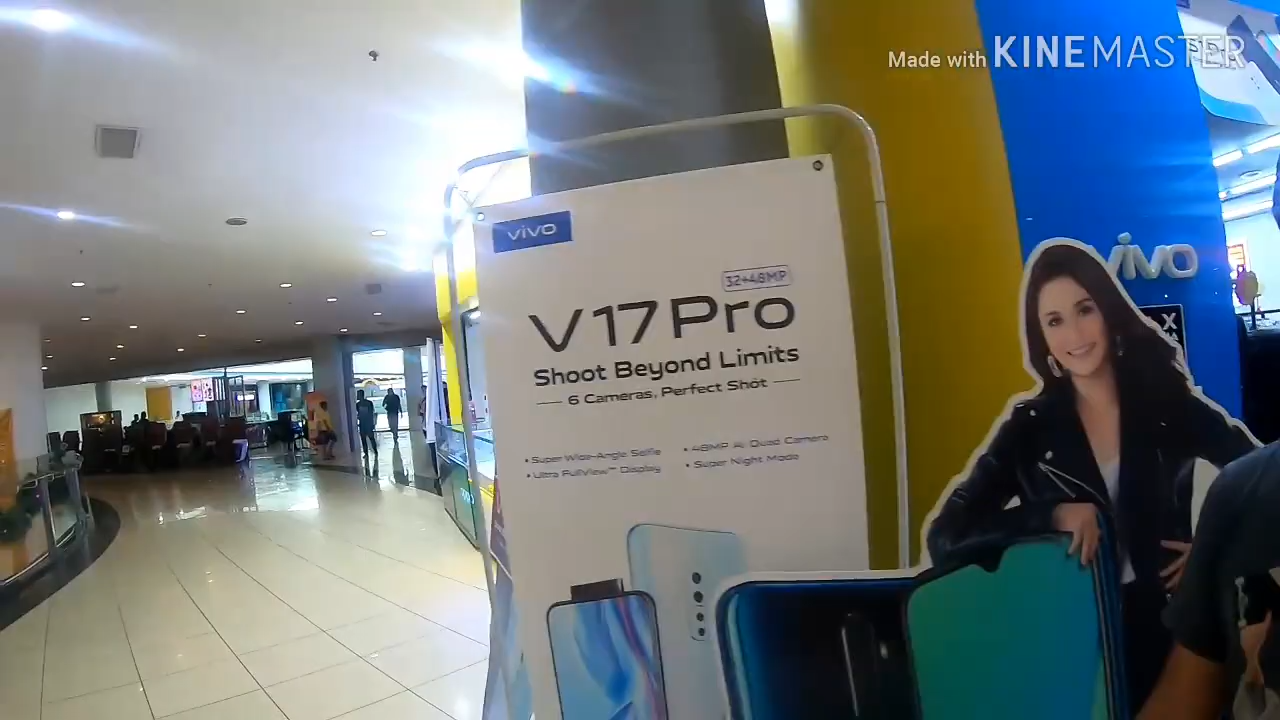 Made with KINEMASTER
vivo
32+48MP
V17Pro
Shoot Beyond Limits
6 Cameras, Perfect Shot
• Super Wide-Angle Selfie
• 48MP AI Quad Camera
• Ultra FullView™ Display
• Super Night Mode
vivo
X